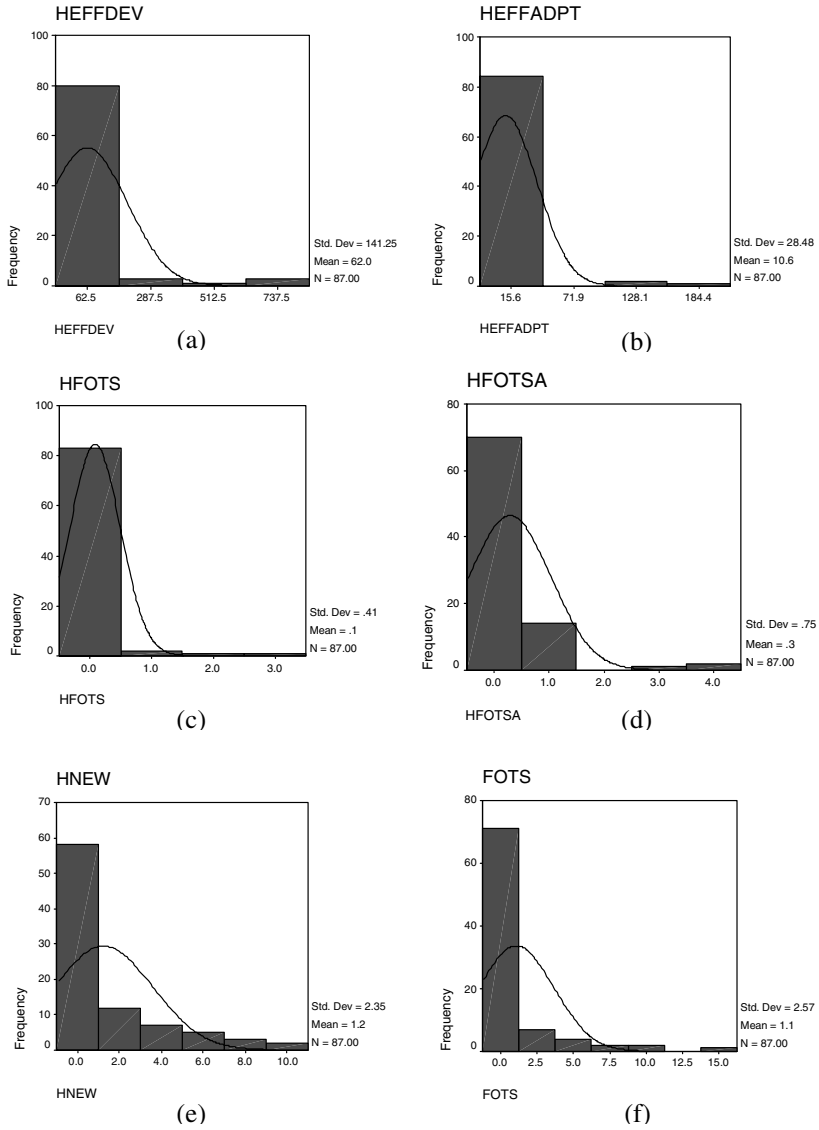 HEFFDEV
100
80
60
40
20
0
Frequency
62.5 287.5 512.5 737.5
HEFFDEV
Std. Dev = 141.25
Mean = 62.0
N = 87.00
(a)
HEFFADPT
100
80
60
40
20
0
Frequency
15.6 71.9 128.1 184.4
HEFFADPT
Std. Dev = 28.48
Mean = 10.6
N = 87.00
(b)
HFOTS
100
80
60
40
20
0
Frequency
0.0 1.0 2.0 3.0
HFOTS
Std. Dev = .41
Mean = .1
N = 87.00
(c)
HFOTSA
80
60
40
20
0
Frequency
0.0 1.0 2.0 3.0 4.0
HFOTSA
Std. Dev = .75
Mean = .3
N = 87.00
(d)
HNEW
70
60
50
40
30
20
10
0
Frequency
0.0 2.0 4.0 6.0 8.0 10.0
HNEW
Std. Dev = 2.35
Mean = 1.2
N = 87.00
(e)
FOTS
80
60
40
20
0
Frequency
0.0 2.5 5.0 7.5 10.0 12.5 15.0
FOTS
Std. Dev = 2.57
Mean = 1.1
N = 87.00
(f)